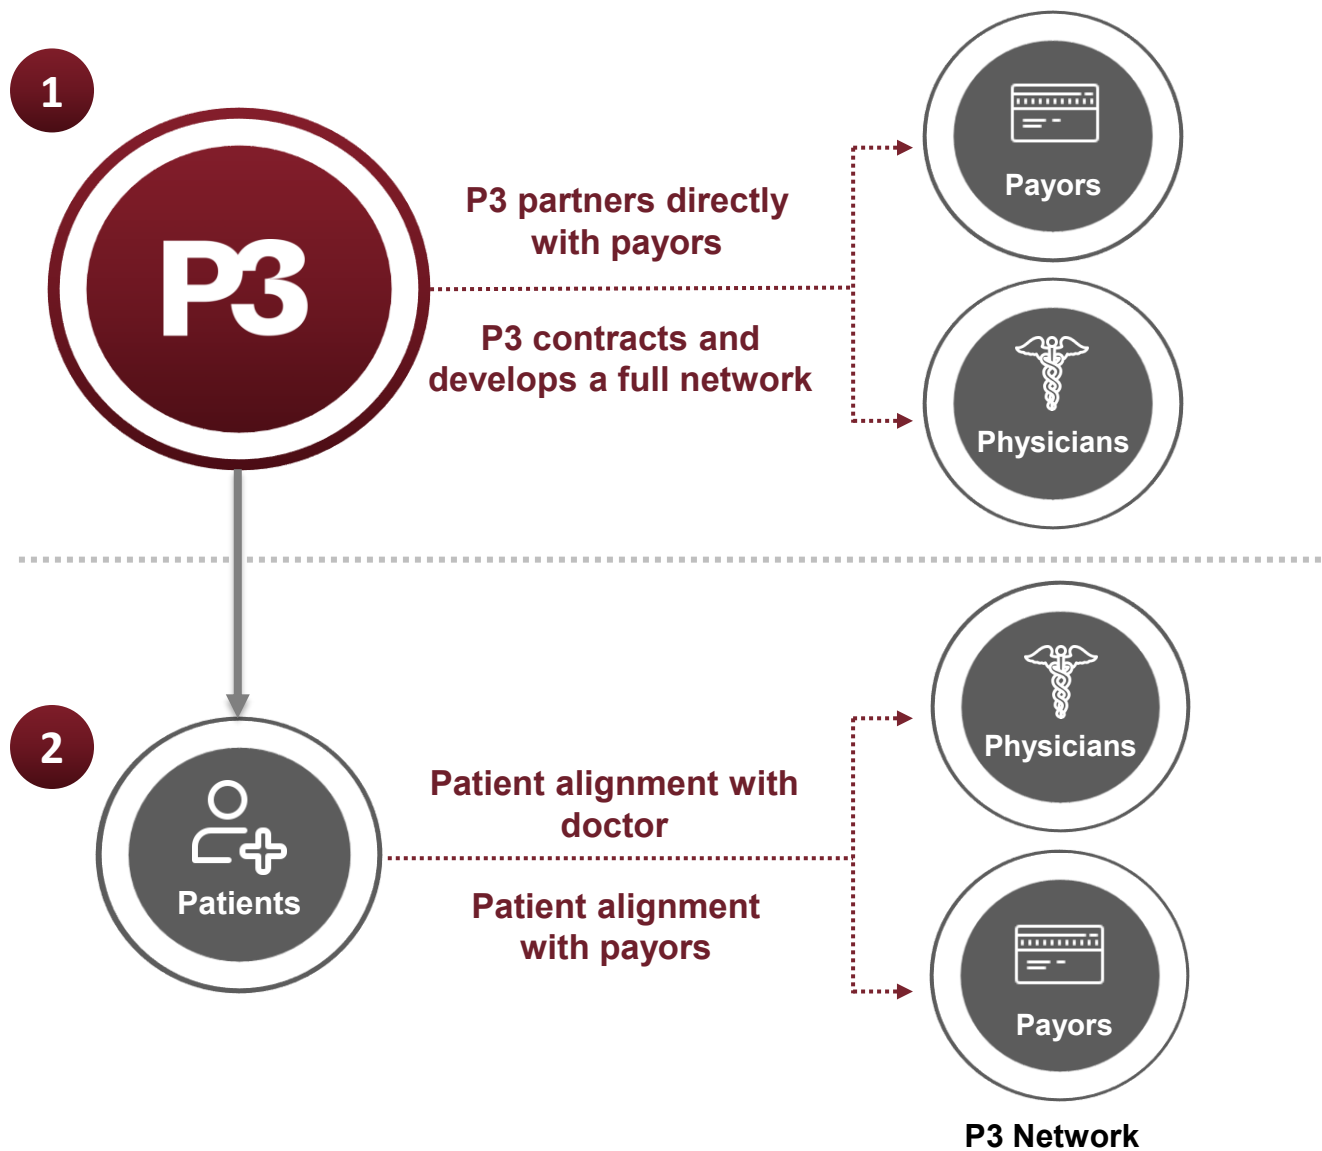 1
P3
P3 partners directly
with payors
P3 contracts and
develops a full network
Payors
Physicians
2
Patients
Patient alignment with
doctor
Patient alignment
with payors
Physicians
Payors
P3 Network